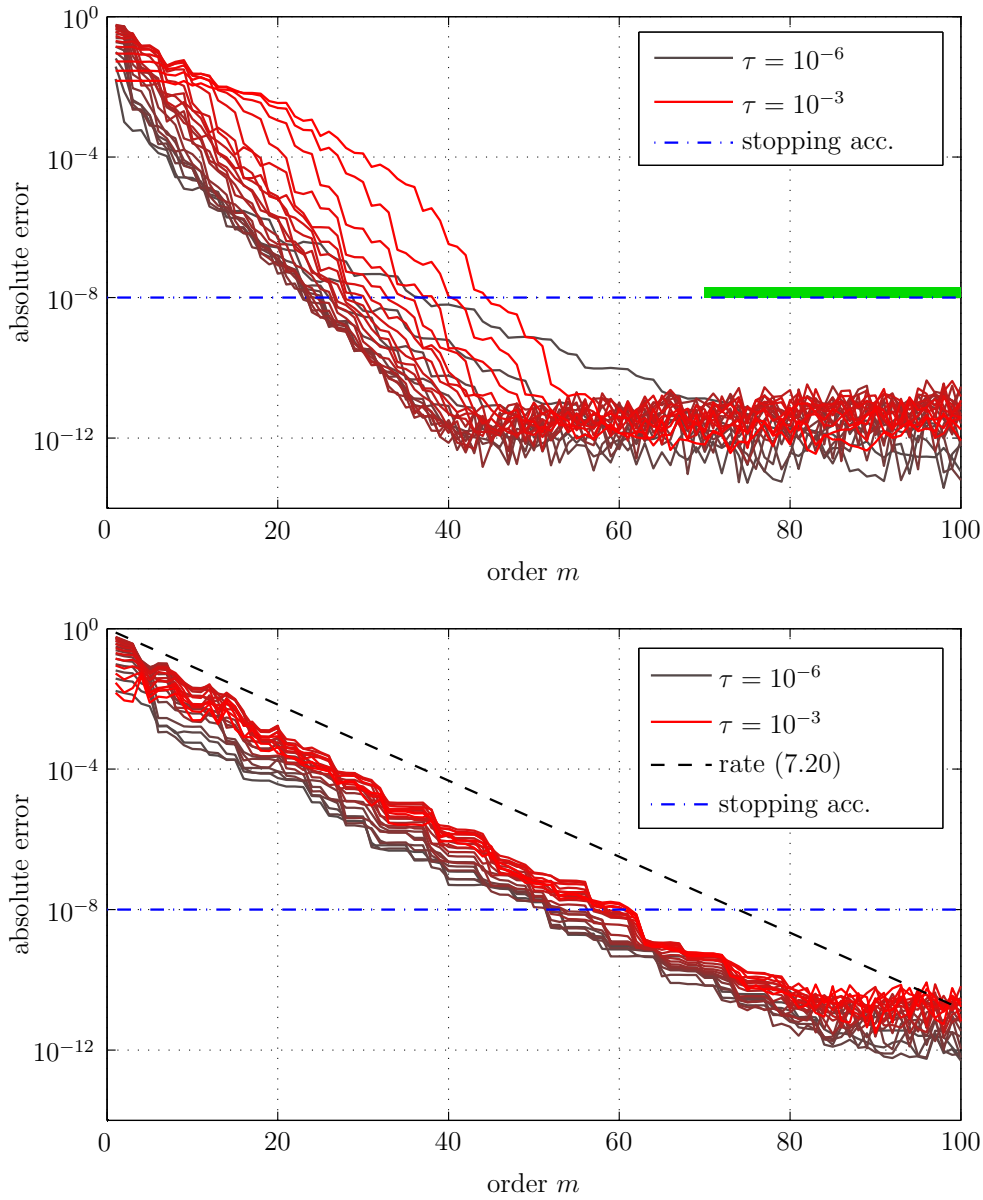 10^0
10^{-4}
10^{-8}
10^{-12}
absolute error
τ = 10^{-6}
τ = 10^{-3}
stopping acc.
0 20 40 60 80 100
order m
10^0
10^{-4}
10^{-8}
10^{-12}
absolute error
τ = 10^{-6}
τ = 10^{-3}
rate (7.20)
stopping acc.
0 20 40 60 80 100
order m